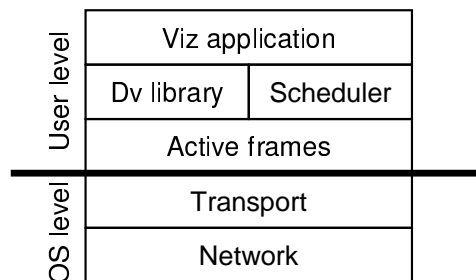 User level
Viz application
Dv library
Scheduler
Active frames
OS level
Transport
Network